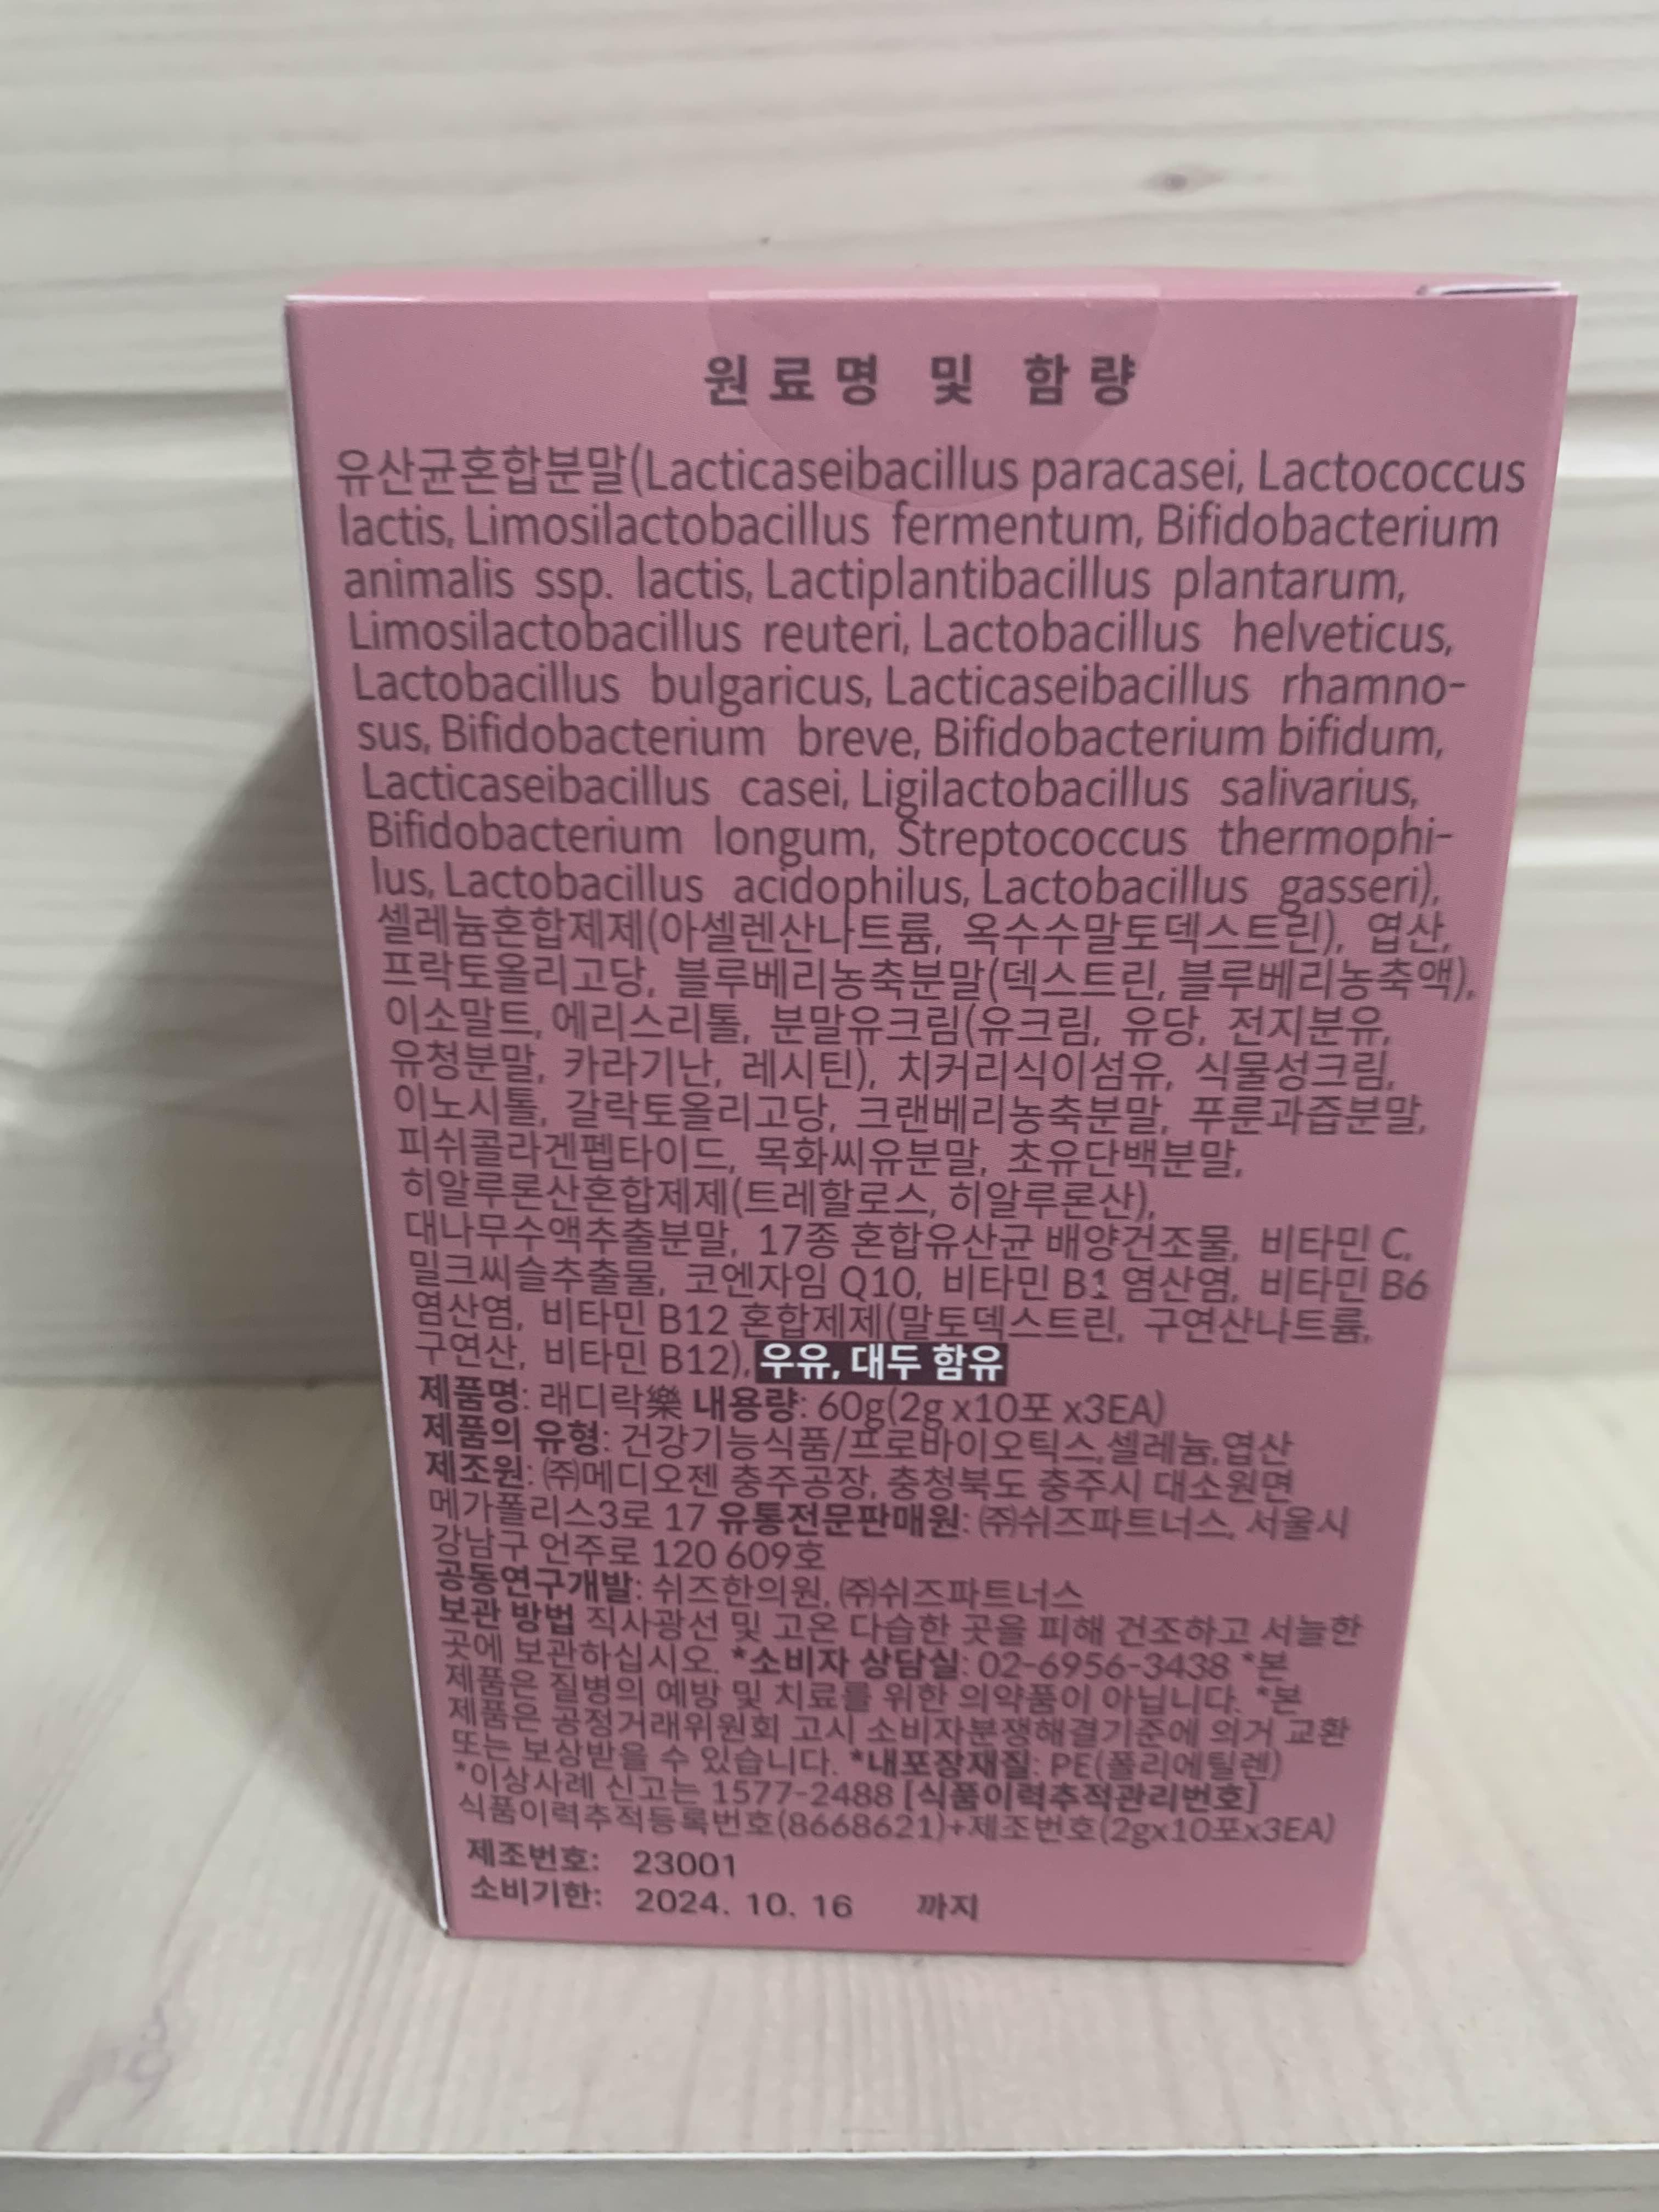 원료명 및 함량
유산균혼합분말(Lacticaseibacillus paracasei, Lactococcus
lactis, Limosilactobacillus fermentum, Bifidobacterium
animalis ssp. lactis, Lactiplantibacillus plantarum,
Limosilactobacillus reuteri, Lactobacillus helveticus,
Lactobacillus bulgaricus, Lacticaseibacillus rhamno-
sus, Bifidobacterium breve, Bifidobacterium bifidum,
Lacticaseibacillus casei, Ligilactobacillus salivarius,
Bifidobacterium longum, Streptococcus thermophi-
lus, Lactobacillus acidophilus, Lactobacillus gasseri),
셀레늄혼합제제(아셀렌산나트륨, 옥수수말토덱스트린), 엽산,
프락토올리고당, 블루베리농축분말(덱스트린, 블루베리농축액),
이소말트, 에리스리톨, 분말유크림(유크림, 유당, 전지분유,
유청분말, 카라기난, 레시틴), 치커리식이섬유, 식물성크림,
이노시톨, 갈락토올리고당, 크랜베리농축분말, 푸룬과즙분말,
피쉬콜라겐펩타이드, 목화씨유분말, 초유단백분말,
히알루론산혼합제제(트레할로스, 히알루론산),
대나무수액추출분말, 17종 혼합유산균 배양건조물, 비타민 C,
밀크씨슬추출물, 코엔자임 Q10, 비타민 B1 염산염, 비타민 B6
염산염, 비타민 B12 혼합제제(말토덱스트린, 구연산나트륨,
구연산, 비타민 B12), 우유, 대두 함유
제품명: 래디락樂 내용량: 60g(2g x10포 x3EA)
제품의 유형: 건강기능식품/프로바이오틱스,셀레늄,엽산
제조원: ㈜메디오젠 충주공장, 충청북도 충주시 대소원면
메가폴리스3로 17 유통전문판매원: ㈜쉬즈파트너스, 서울시
강남구 언주로 120 609호
공동연구개발: 쉬즈한의원, ㈜쉬즈파트너스
보관 방법 직사광선 및 고온 다습한 곳을 피해 건조하고 서늘한
곳에 보관하십시오. *소비자 상담실: 02-6956-3438 *본
제품은 질병의 예방 및 치료를 위한 의약품이 아닙니다. *본
제품은 공정거래위원회 고시 소비자분쟁해결기준에 의거 교환
또는 보상받을 수 있습니다. *내포장재질: PE(폴리에틸렌)
*이상사례 신고는 1577-2488 [식품이력추적관리번호]
식품이력추적등록번호(8668621)+제조번호(2gx10포x3EA)
제조번호: 23001
소비기한: 2024. 10. 16 까지